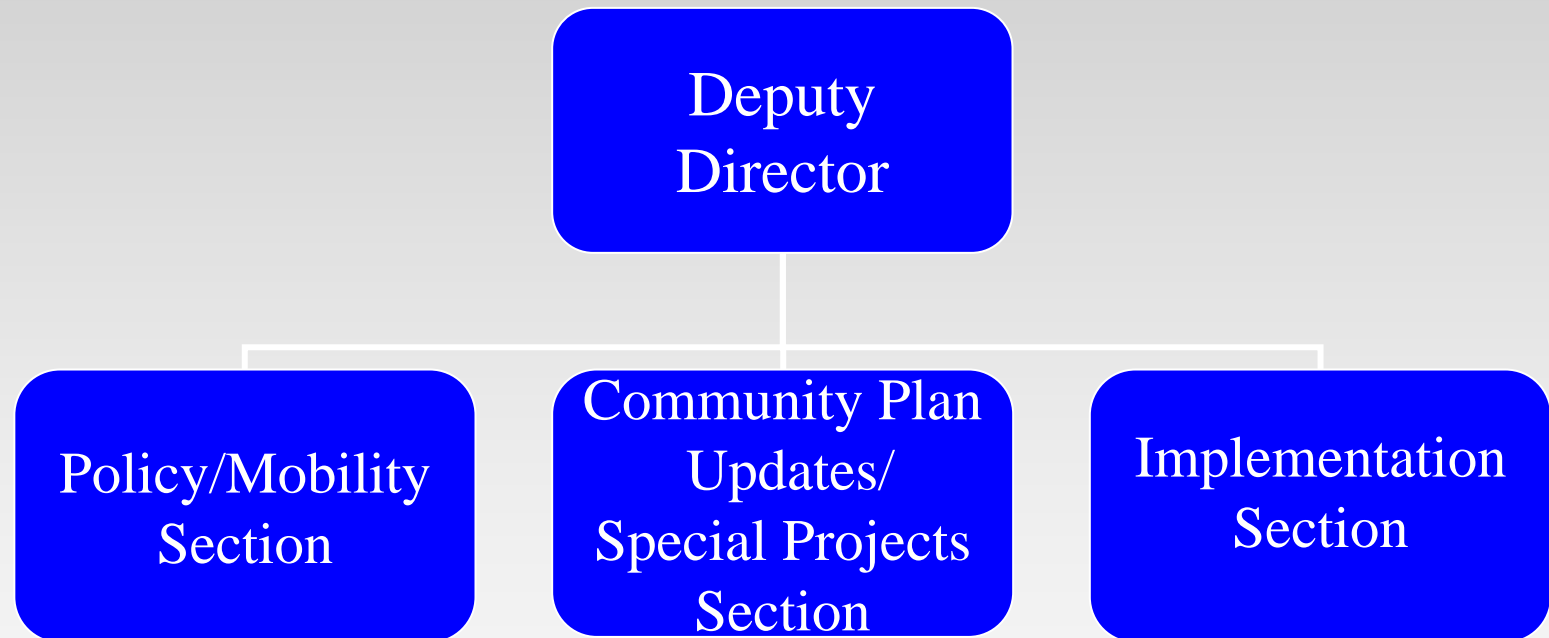 Deputy
Director
Policy/Mobility
Section
Community Plan
Updates/
Special Projects
Section
Implementation
Section